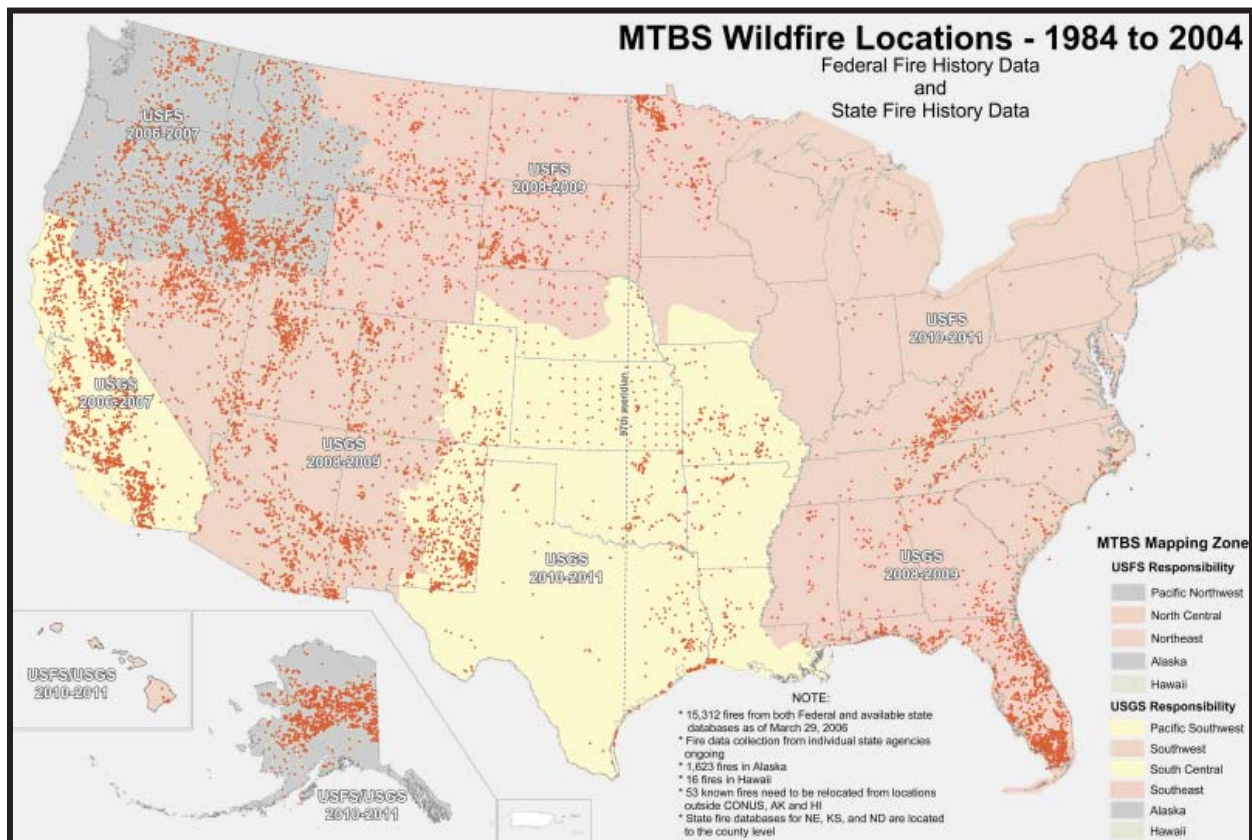 MTBS Wildfire Locations - 1984 to 2004
Federal Fire History Data
and
State Fire History Data
USFS
2006-2007
USFS
2008-2009
USFS
2010-2011
USGS
2006-2007
97th meridian
USGS
2008-2009
USGS
2010-2011
USGS
2008-2009
MTBS Mapping Zone
USFS Responsibility
Pacific Northwest
North Central
Northeast
Alaska
Hawaii
USGS Responsibility
Pacific Southwest
Southwest
South Central
Southeast
Alaska
Hawaii
USFS/USGS
2010-2011
USFS/USGS
2010-2011
NOTE:
* 15,312 fires from both Federal and available state
databases as of March 29, 2006
* Fire data collection from individual state agencies
ongoing
* 1,623 fires in Alaska
* 16 fires in Hawaii
* 53 known fires need to be relocated from locations
outside CONUS, AK and HI
* State fire databases for NE, KS, and ND are located
to the county level